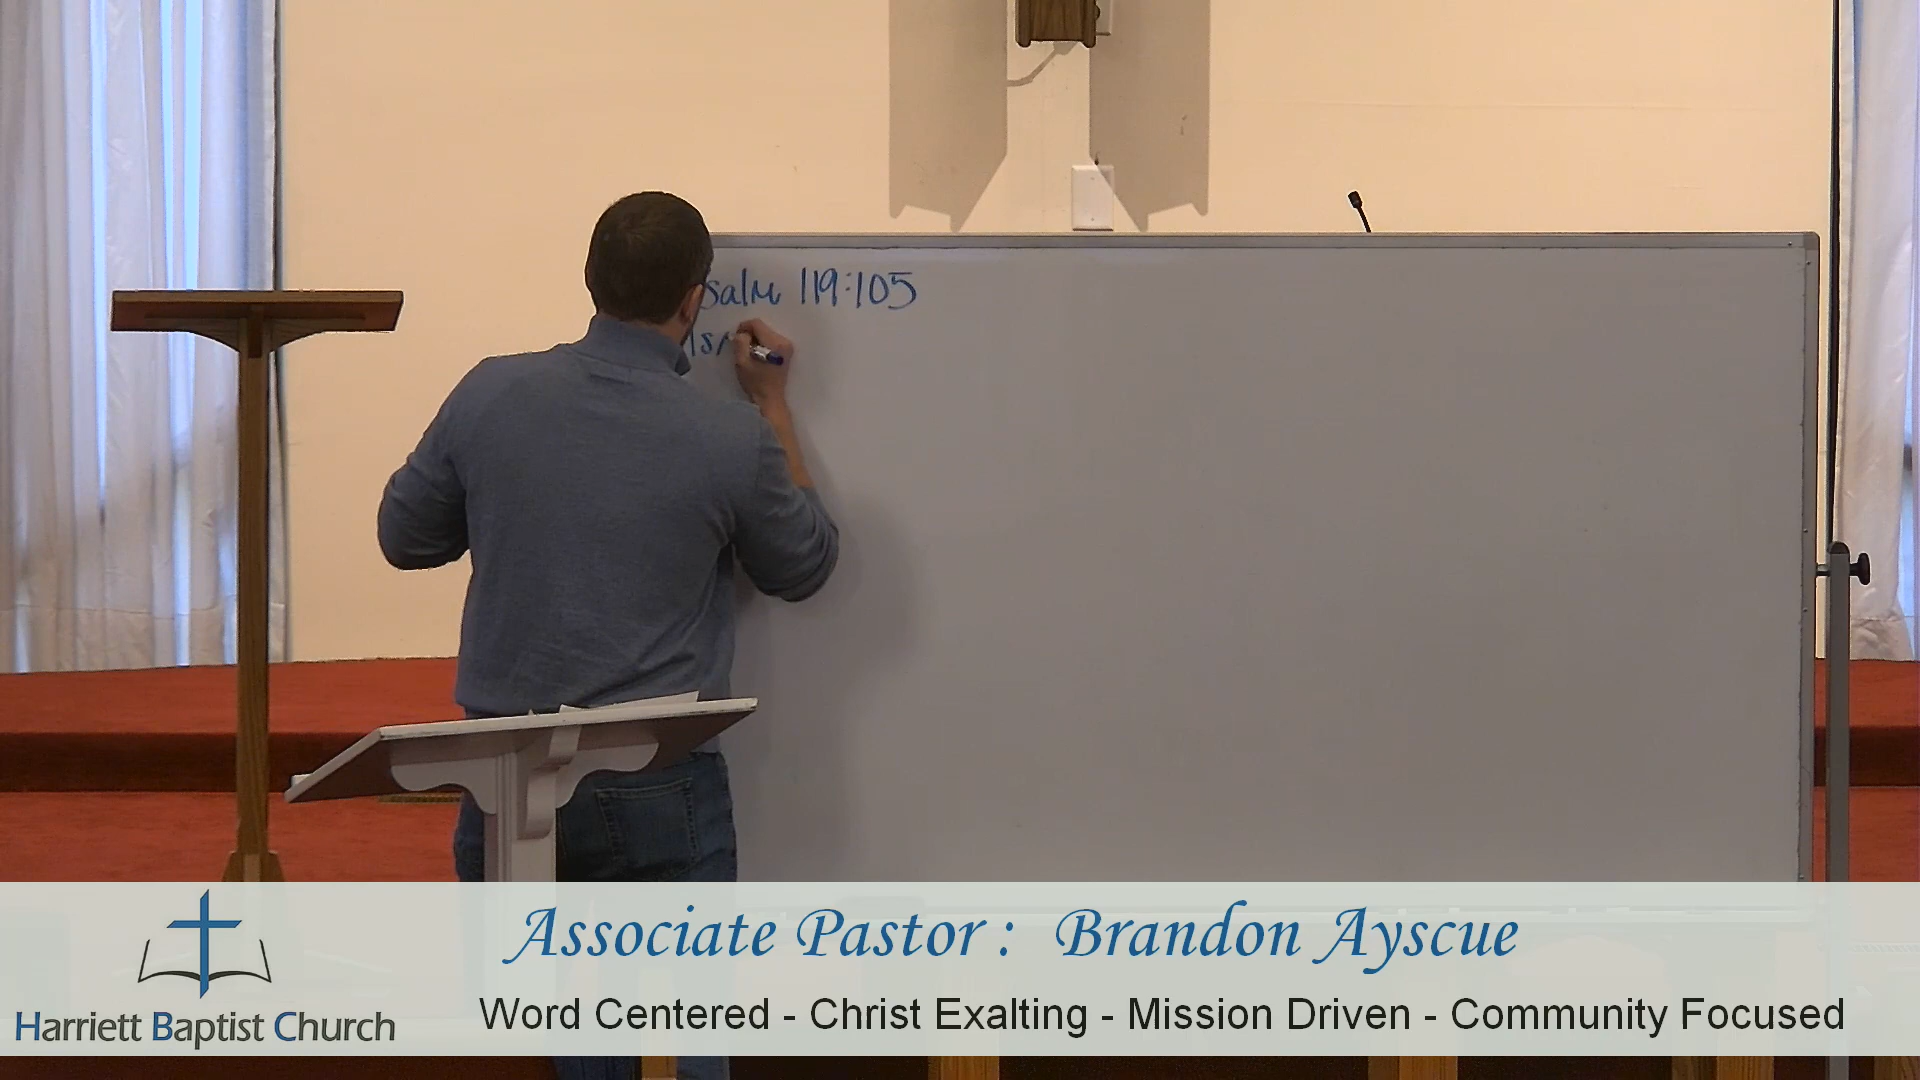 salm 119:105
Associate Pastor : Brandon Ayscue
Word Centered - Christ Exalting - Mission Driven - Community Focused
Harriett Baptist Church